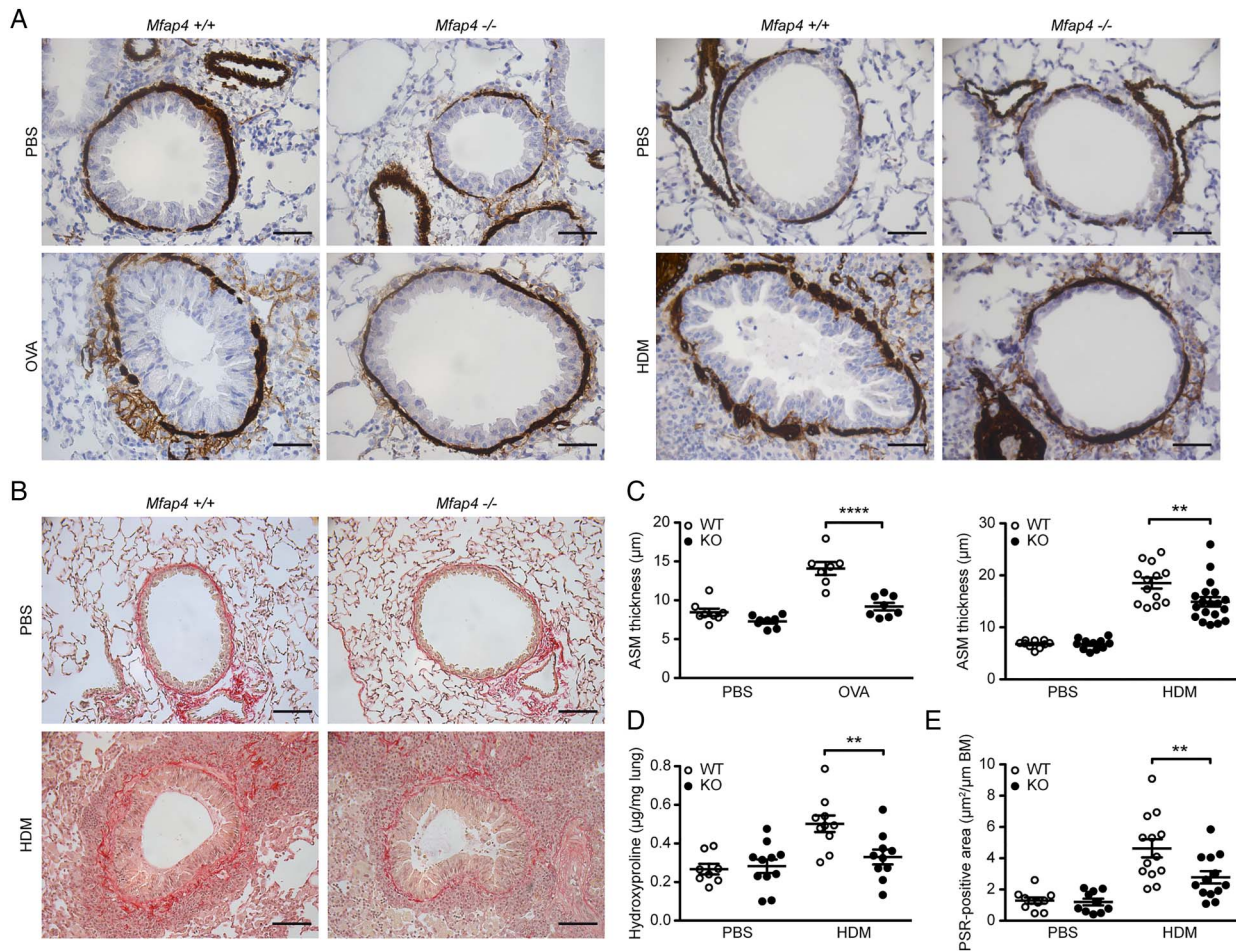 A
Mfap4 +/+
Mfap4 -/-
Mfap4 +/+
Mfap4 -/-
PBS
PBS
OVA
HDM
B
Mfap4 +/+
Mfap4 -/-
PBS
HDM
C
ASM thickness (µm)
20
15
10
5
0
WT
KO
****
PBS
OVA
ASM thickness (µm)
30
20
10
0
WT
KO
**
PBS
HDM
D
Hydroxyproline (µg/mg lung)
0.8
0.6
0.4
0.2
0.0
WT
KO
**
PBS
HDM
E
PSR-positive area (µm²/µm BM)
10
8
6
4
2
0
WT
KO
**
PBS
HDM